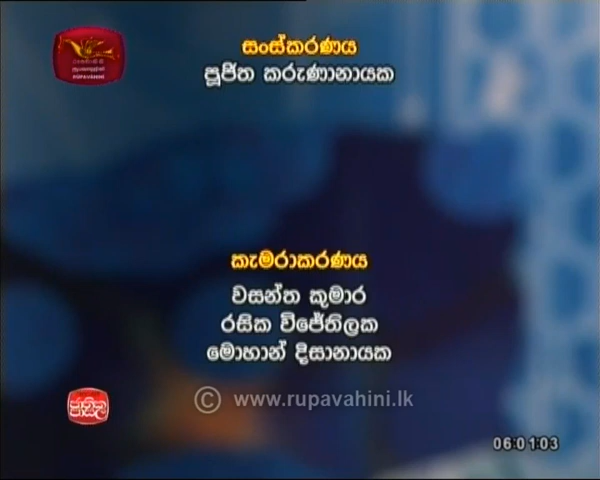 සංස්කරණය
පූජිත කරුණානායක
කැමරාකරණය
වසන්ත කුමාර
රසික විජේතිලක
මොහාන් දිසානායක
© www.rupavahini.lk
06:01:03